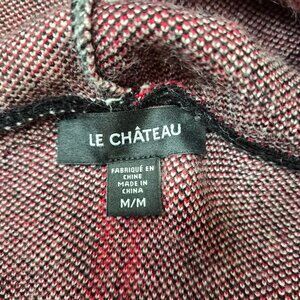 LE CHÂTEAU
FABRIQUÉ EN
CHINE
MADE IN
CHINA
M/M